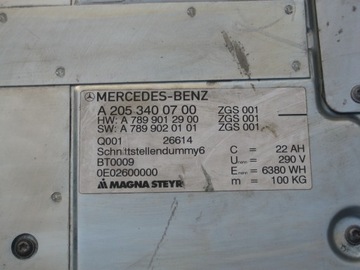 MERCEDES-BENZ
A 205 340 07 00 ZGS 001
HW: A 789 901 29 00 ZGS 001
SW: A 789 902 01 01 ZGS 001
Q001 26614
Schnittstellendummy6 C = 22 AH
BT0009 U = 290 V
0E02600000 E = 6380 WH
MAGNA STEYR m = 100 KG